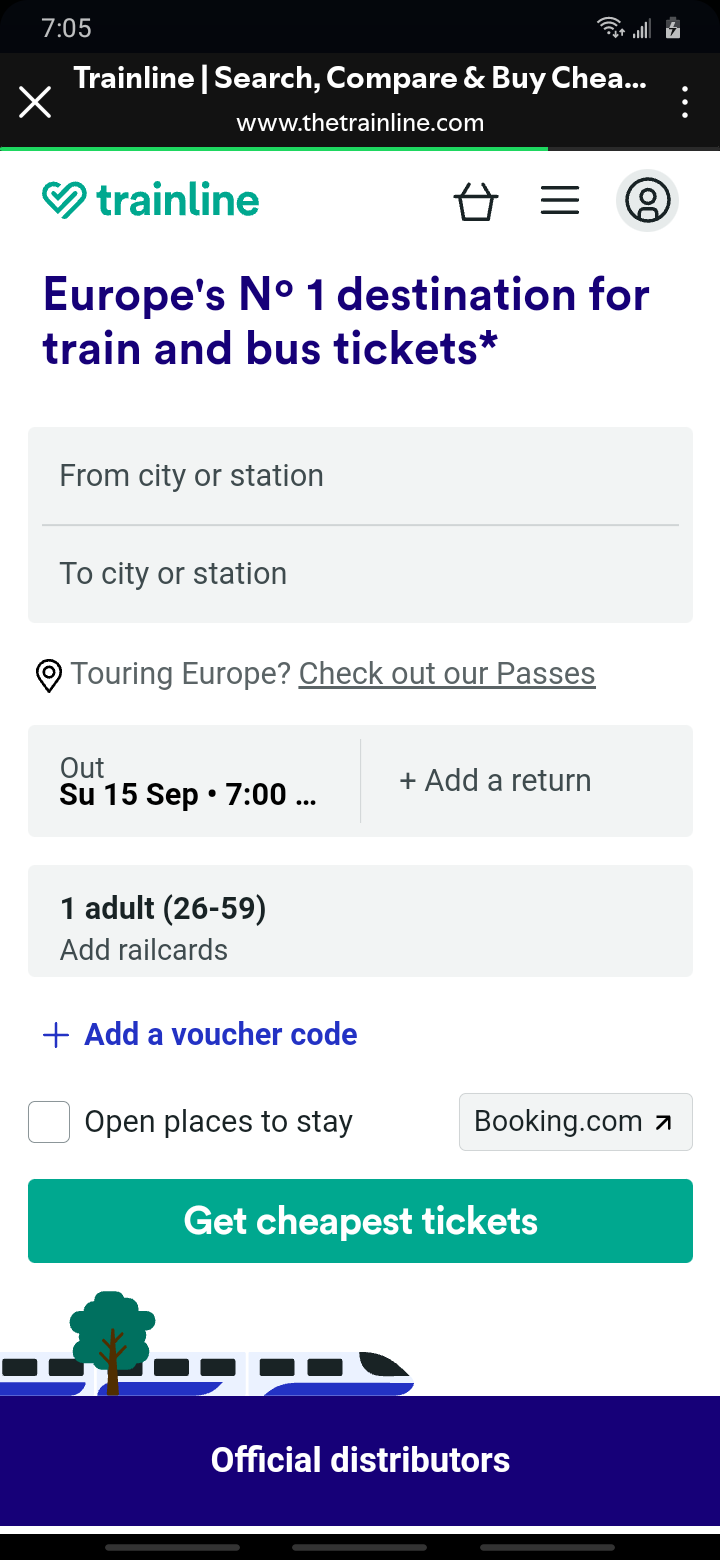 7:05
Trainline | Search, Compare & Buy Chea...
www.thetrainline.com
trainline
Europe's Nº 1 destination for
train and bus tickets*
From city or station
To city or station
Touring Europe? Check out our Passes
Out
Su 15 Sep • 7:00 ...
+ Add a return
1 adult (26-59)
Add railcards
+ Add a voucher code
Open places to stay
Booking.com
Get cheapest tickets
Official distributors